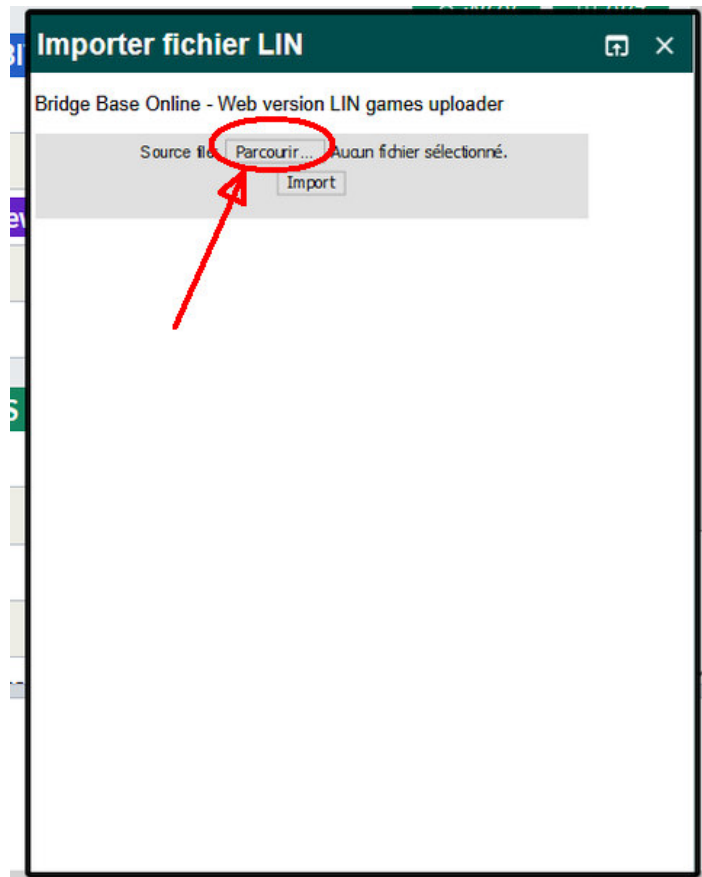 Importer fichier LIN
Bridge Base Online - Web version LIN games uploader
Source file: Parcourir... Aucun fichier sélectionné.
Import